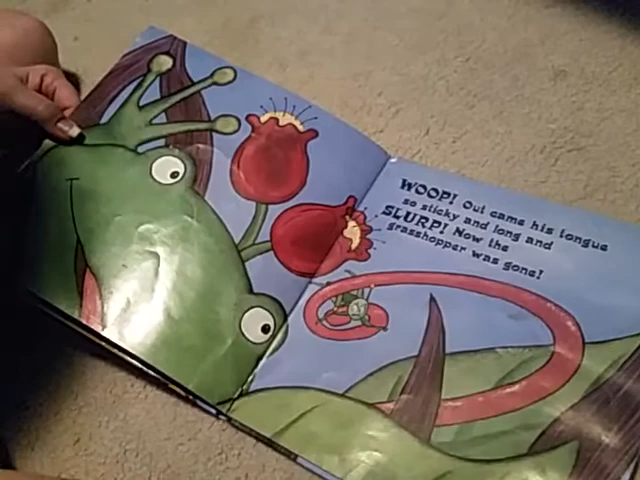 WOOP! Out came his tongue
so sticky and long and
SLURP! Now the
grasshopper was gone!